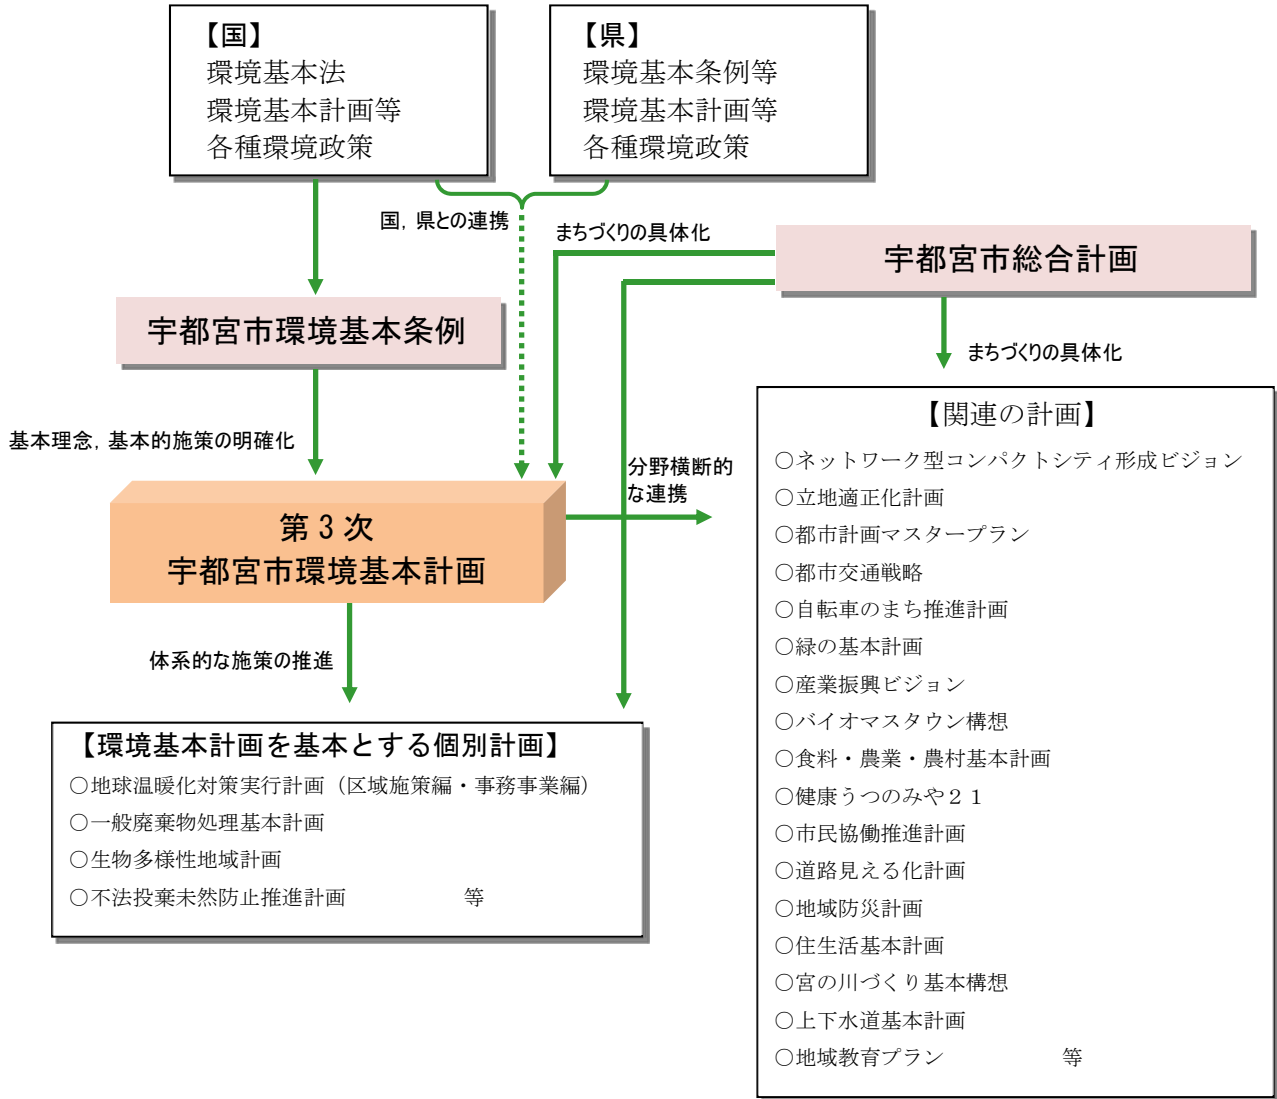 【国】
環境基本法
環境基本計画等
各種環境政策
【県】
環境基本条例等
環境基本計画等
各種環境政策
国，県との連携
まちづくりの具体化
宇都宮市総合計画
宇都宮市環境基本条例
まちづくりの具体化
基本理念，基本的施策の明確化
分野横断的
な連携
第３次
宇都宮市環境基本計画
体系的な施策の推進
【環境基本計画を基本とする個別計画】
○地球温暖化対策実行計画（区域施策編・事務事業編）
○一般廃棄物処理基本計画
○生物多様性地域計画
○不法投棄未然防止推進計画　　　　　等
【関連の計画】
○ネットワーク型コンパクトシティ形成ビジョン
○立地適正化計画
○都市計画マスタープラン
○都市交通戦略
○自転車のまち推進計画
○緑の基本計画
○産業振興ビジョン
○バイオマスタウン構想
○食料・農業・農村基本計画
○健康うつのみや２１
○市民協働推進計画
○道路見える化計画
○地域防災計画
○住生活基本計画
○宮の川づくり基本構想
○上下水道基本計画
○地域教育プラン　　　　　等